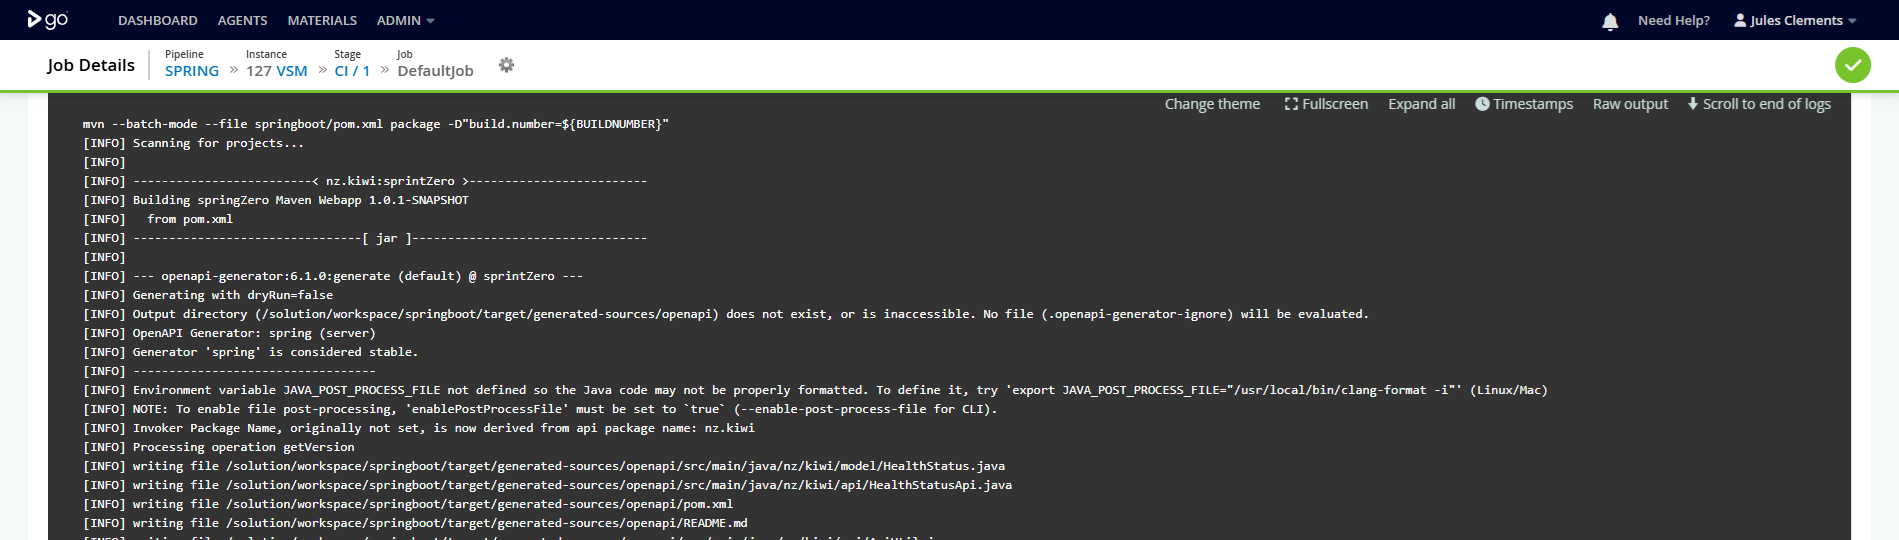 go DASHBOARD AGENTS MATERIALS ADMIN Need Help? Jules Clements
Job Details Pipeline SPRING » Instance 127 VSM » Stage CI / 1 » Job DefaultJob
Change theme Fullscreen Expand all Timestamps Raw output Scroll to end of logs
mvn --batch-mode --file springboot/pom.xml package -D"build.number=${BUILDNUMBER}"
[INFO] Scanning for projects...
[INFO]
[INFO] -------------------------< nz.kiwi:sprintZero >-------------------------
[INFO] Building springZero Maven Webapp 1.0.1-SNAPSHOT
[INFO]   from pom.xml
[INFO] --------------------------------[ jar ]---------------------------------
[INFO]
[INFO] --- openapi-generator:6.1.0:generate (default) @ sprintZero ---
[INFO] Generating with dryRun=false
[INFO] Output directory (/solution/workspace/springboot/target/generated-sources/openapi) does not exist, or is inaccessible. No file (.openapi-generator-ignore) will be evaluated.
[INFO] OpenAPI Generator: spring (server)
[INFO] Generator 'spring' is considered stable.
[INFO] ----------------------------------
[INFO] Environment variable JAVA_POST_PROCESS_FILE not defined so the Java code may not be properly formatted. To define it, try 'export JAVA_POST_PROCESS_FILE="/usr/local/bin/clang-format -i"' (Linux/Mac)
[INFO] NOTE: To enable file post-processing, 'enablePostProcessFile' must be set to `true` (--enable-post-process-file for CLI).
[INFO] Invoker Package Name, originally not set, is now derived from api package name: nz.kiwi
[INFO] Processing operation getVersion
[INFO] writing file /solution/workspace/springboot/target/generated-sources/openapi/src/main/java/nz/kiwi/model/HealthStatus.java
[INFO] writing file /solution/workspace/springboot/target/generated-sources/openapi/src/main/java/nz/kiwi/api/HealthStatusApi.java
[INFO] writing file /solution/workspace/springboot/target/generated-sources/openapi/pom.xml
[INFO] writing file /solution/workspace/springboot/target/generated-sources/openapi/README.md